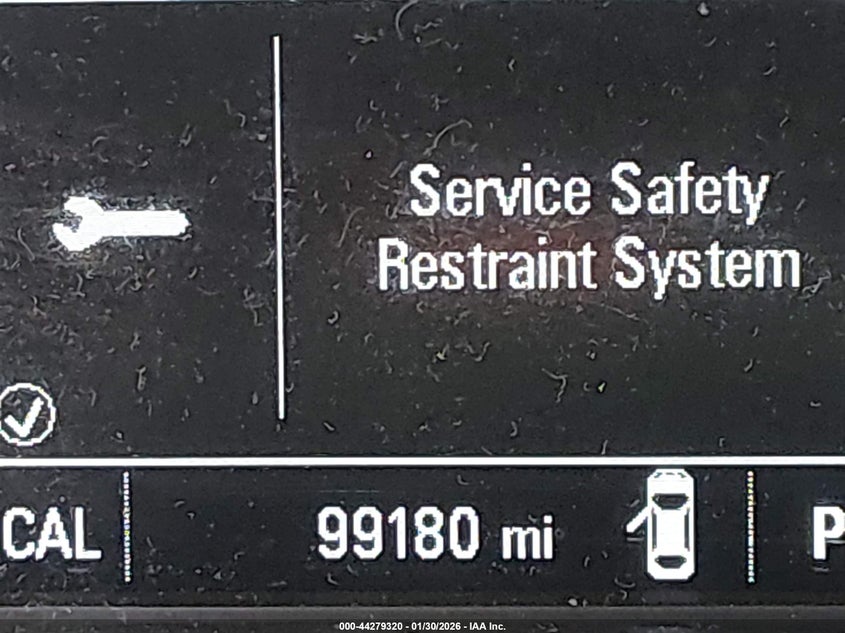 Service Safety
Restraint System
CAL
99180 mi
P
000-44279320 - 01/30/2026 - IAA Inc.